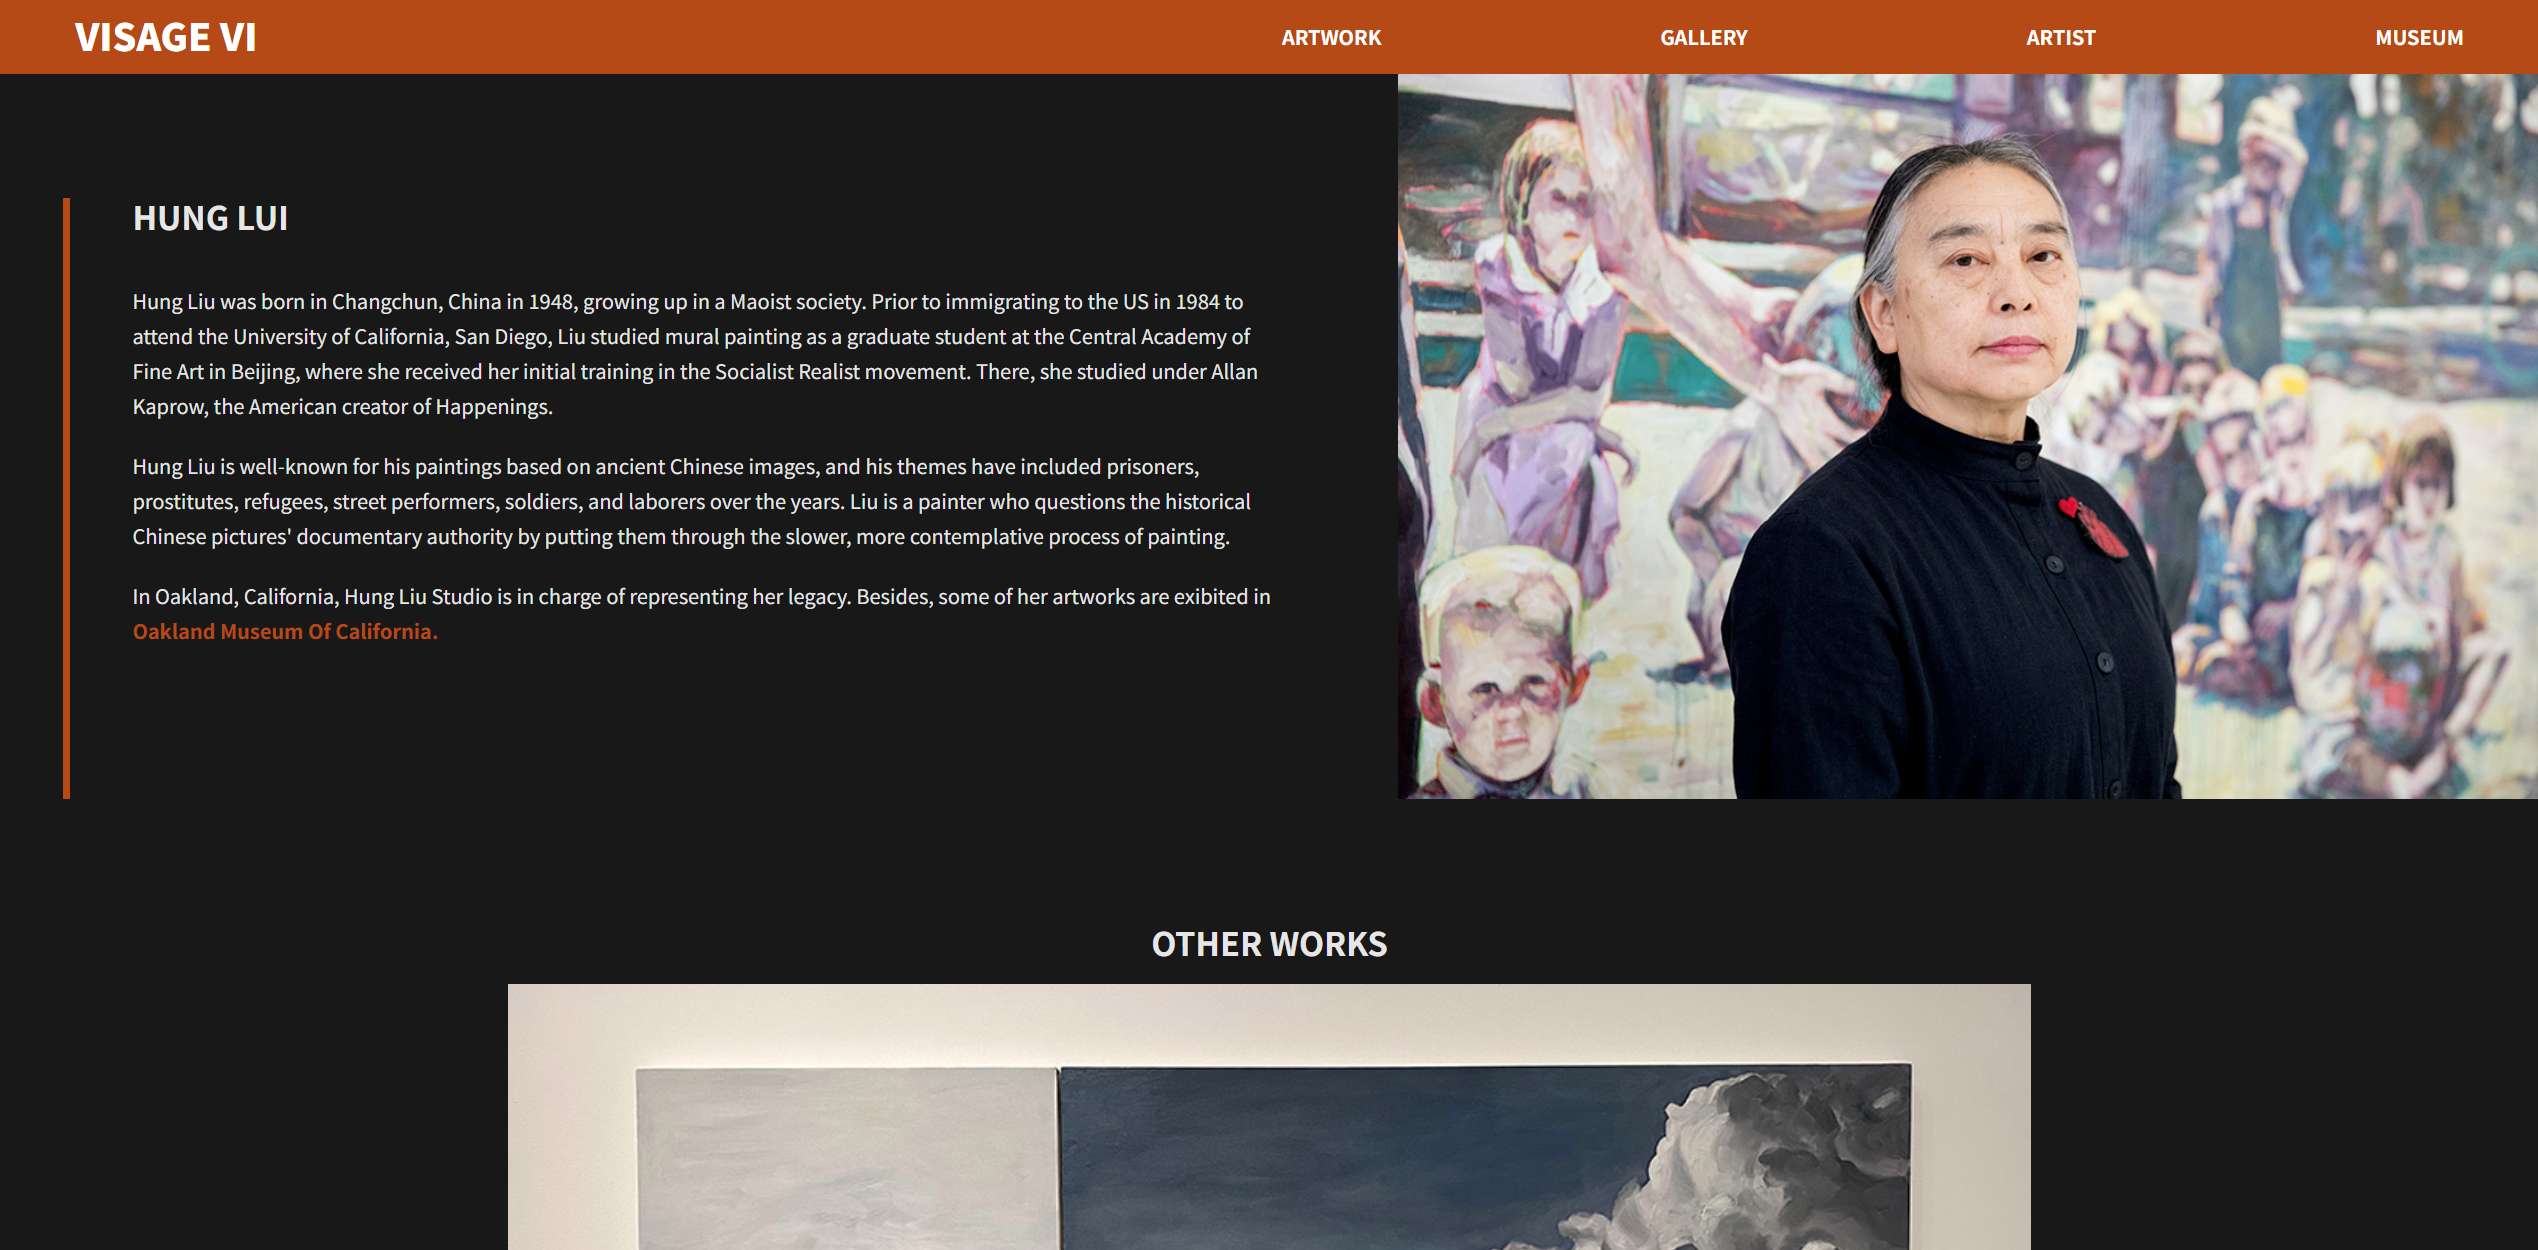 VISAGE VI
ARTWORK
GALLERY
ARTIST
MUSEUM
HUNG LUI
Hung Liu was born in Changchun, China in 1948, growing up in a Maoist society. Prior to immigrating to the US in 1984 to
attend the University of California, San Diego, Liu studied mural painting as a graduate student at the Central Academy of
Fine Art in Beijing, where she received her initial training in the Socialist Realist movement. There, she studied under Allan
Kaprow, the American creator of Happenings.
Hung Liu is well-known for his paintings based on ancient Chinese images, and his themes have included prisoners,
prostitutes, refugees, street performers, soldiers, and laborers over the years. Liu is a painter who questions the historical
Chinese pictures' documentary authority by putting them through the slower, more contemplative process of painting.
In Oakland, California, Hung Liu Studio is in charge of representing her legacy. Besides, some of her artworks are exibited in
Oakland Museum Of California.
OTHER WORKS